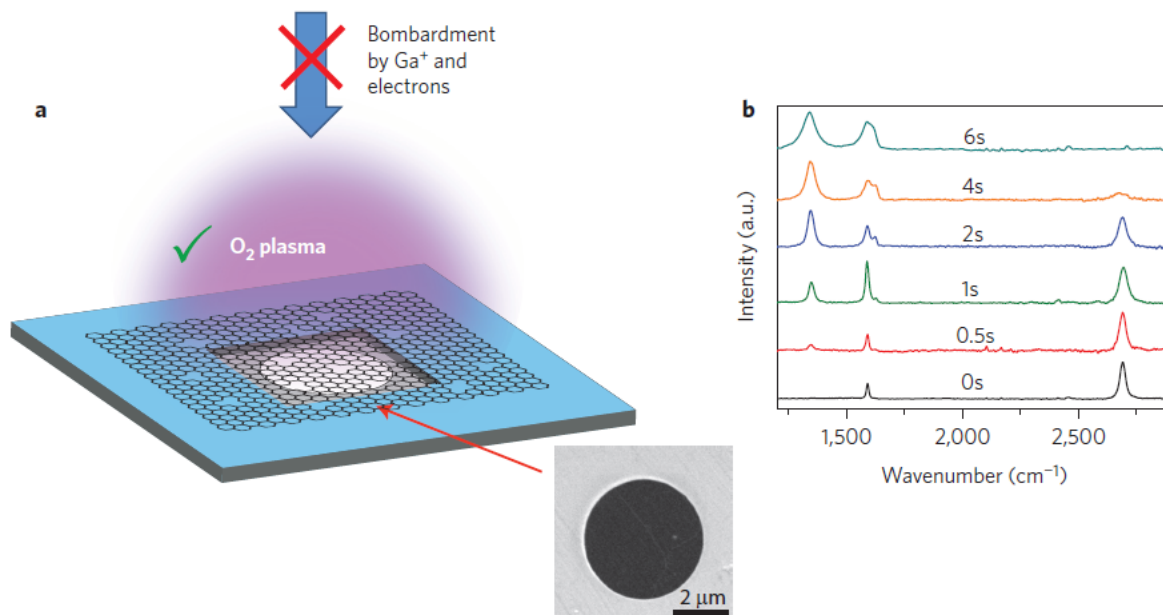 Bombardment
by Ga⁺ and
electrons
a
O₂ plasma
2 μm
b
6s
4s
2s
1s
0.5s
0s
Intensity (a.u.)
1,500 2,000 2,500
Wavenumber (cm⁻¹)